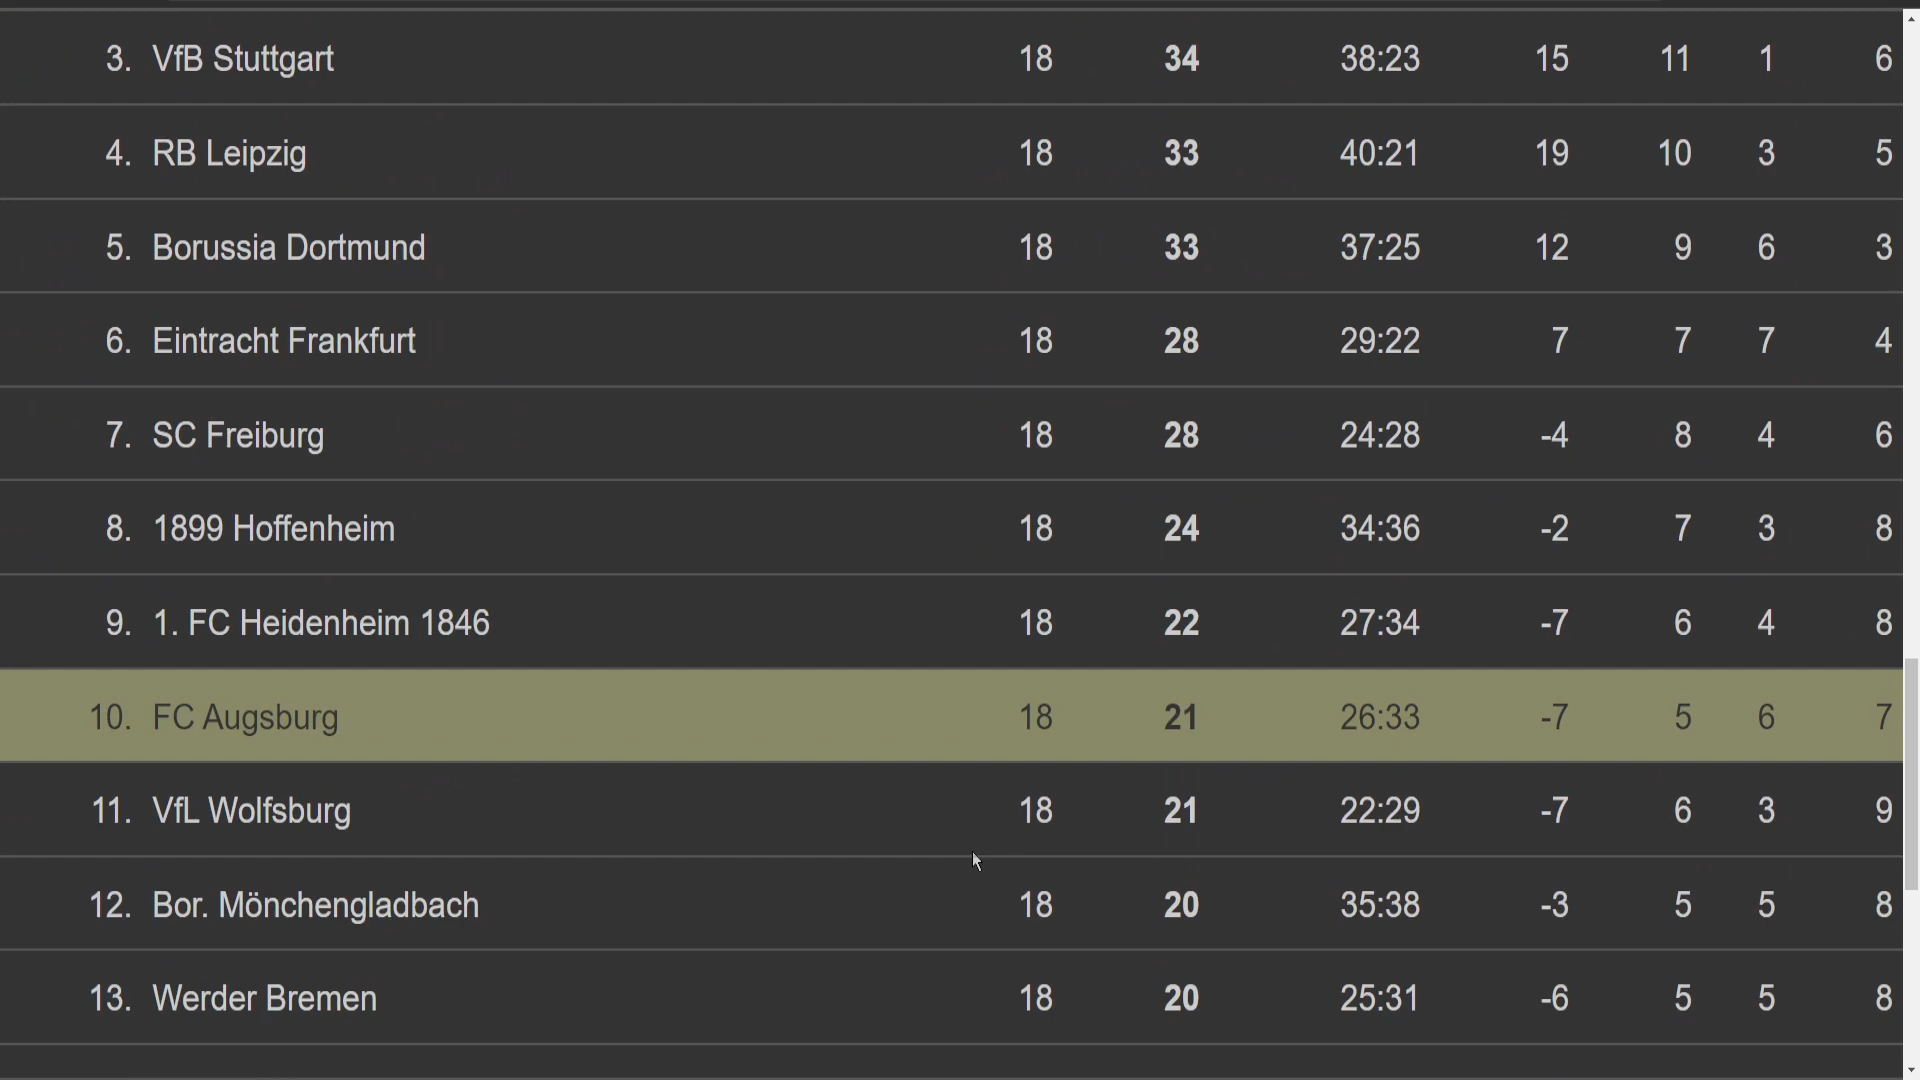 3. VfB Stuttgart 18 34 38:23 15 11 1 6
4. RB Leipzig 18 33 40:21 19 10 3 5
5. Borussia Dortmund 18 33 37:25 12 9 6 3
6. Eintracht Frankfurt 18 28 29:22 7 7 7 4
7. SC Freiburg 18 28 24:28 -4 8 4 6
8. 1899 Hoffenheim 18 24 34:36 -2 7 3 8
9. 1. FC Heidenheim 1846 18 22 27:34 -7 6 4 8
10. FC Augsburg 18 21 26:33 -7 5 6 7
11. VfL Wolfsburg 18 21 22:29 -7 6 3 9
12. Bor. Mönchengladbach 18 20 35:38 -3 5 5 8
13. Werder Bremen 18 20 25:31 -6 5 5 8